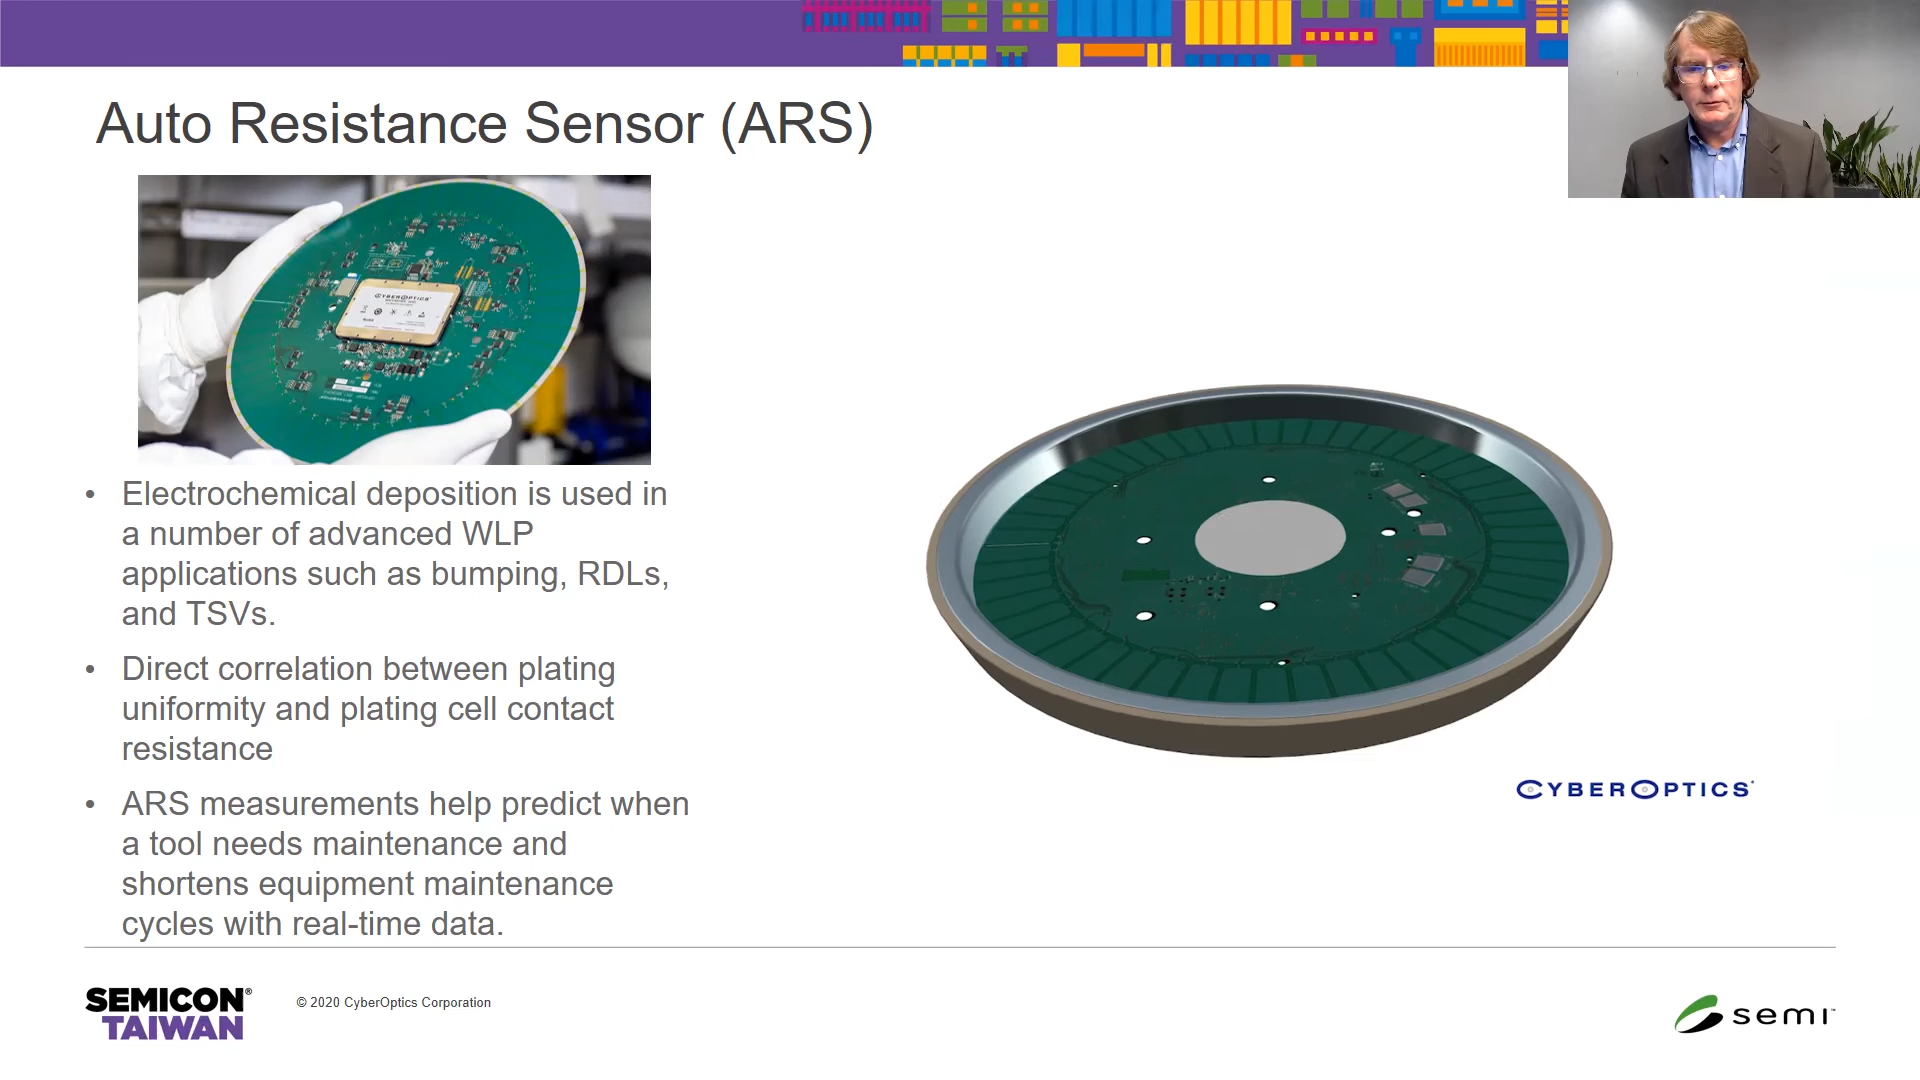 Auto Resistance Sensor (ARS)
CYBEROPTICS
• Electrochemical deposition is used in
a number of advanced WLP
applications such as bumping, RDLs,
and TSVs.
• Direct correlation between plating
uniformity and plating cell contact
resistance
• ARS measurements help predict when
a tool needs maintenance and
shortens equipment maintenance
cycles with real-time data.
CYBEROPTICS
SEMICON®
TAIWAN
© 2020 CyberOptics Corporation
semi™